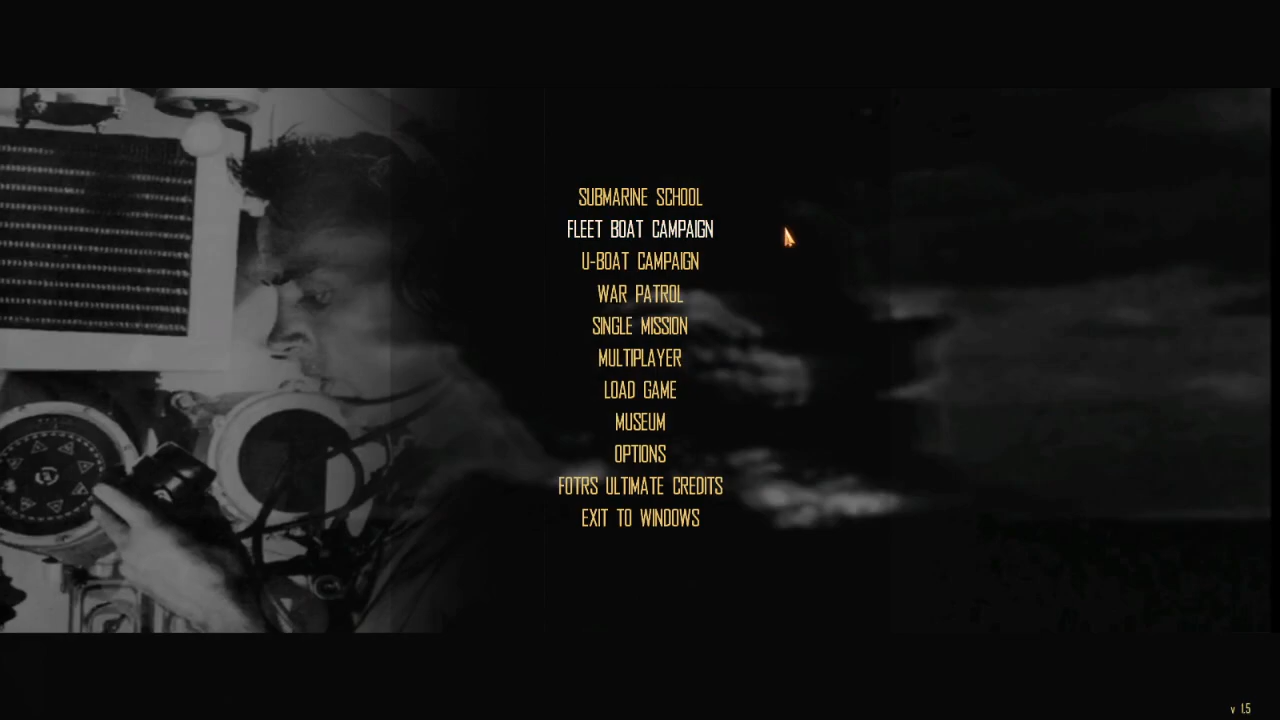 SUBMARINE SCHOOL
FLEET BOAT CAMPAIGN
U-BOAT CAMPAIGN
WAR PATROL
SINGLE MISSION
MULTIPLAYER
LOAD GAME
MUSEUM
OPTIONS
FOTRS ULTIMATE CREDITS
EXIT TO WINDOWS
v 1.5